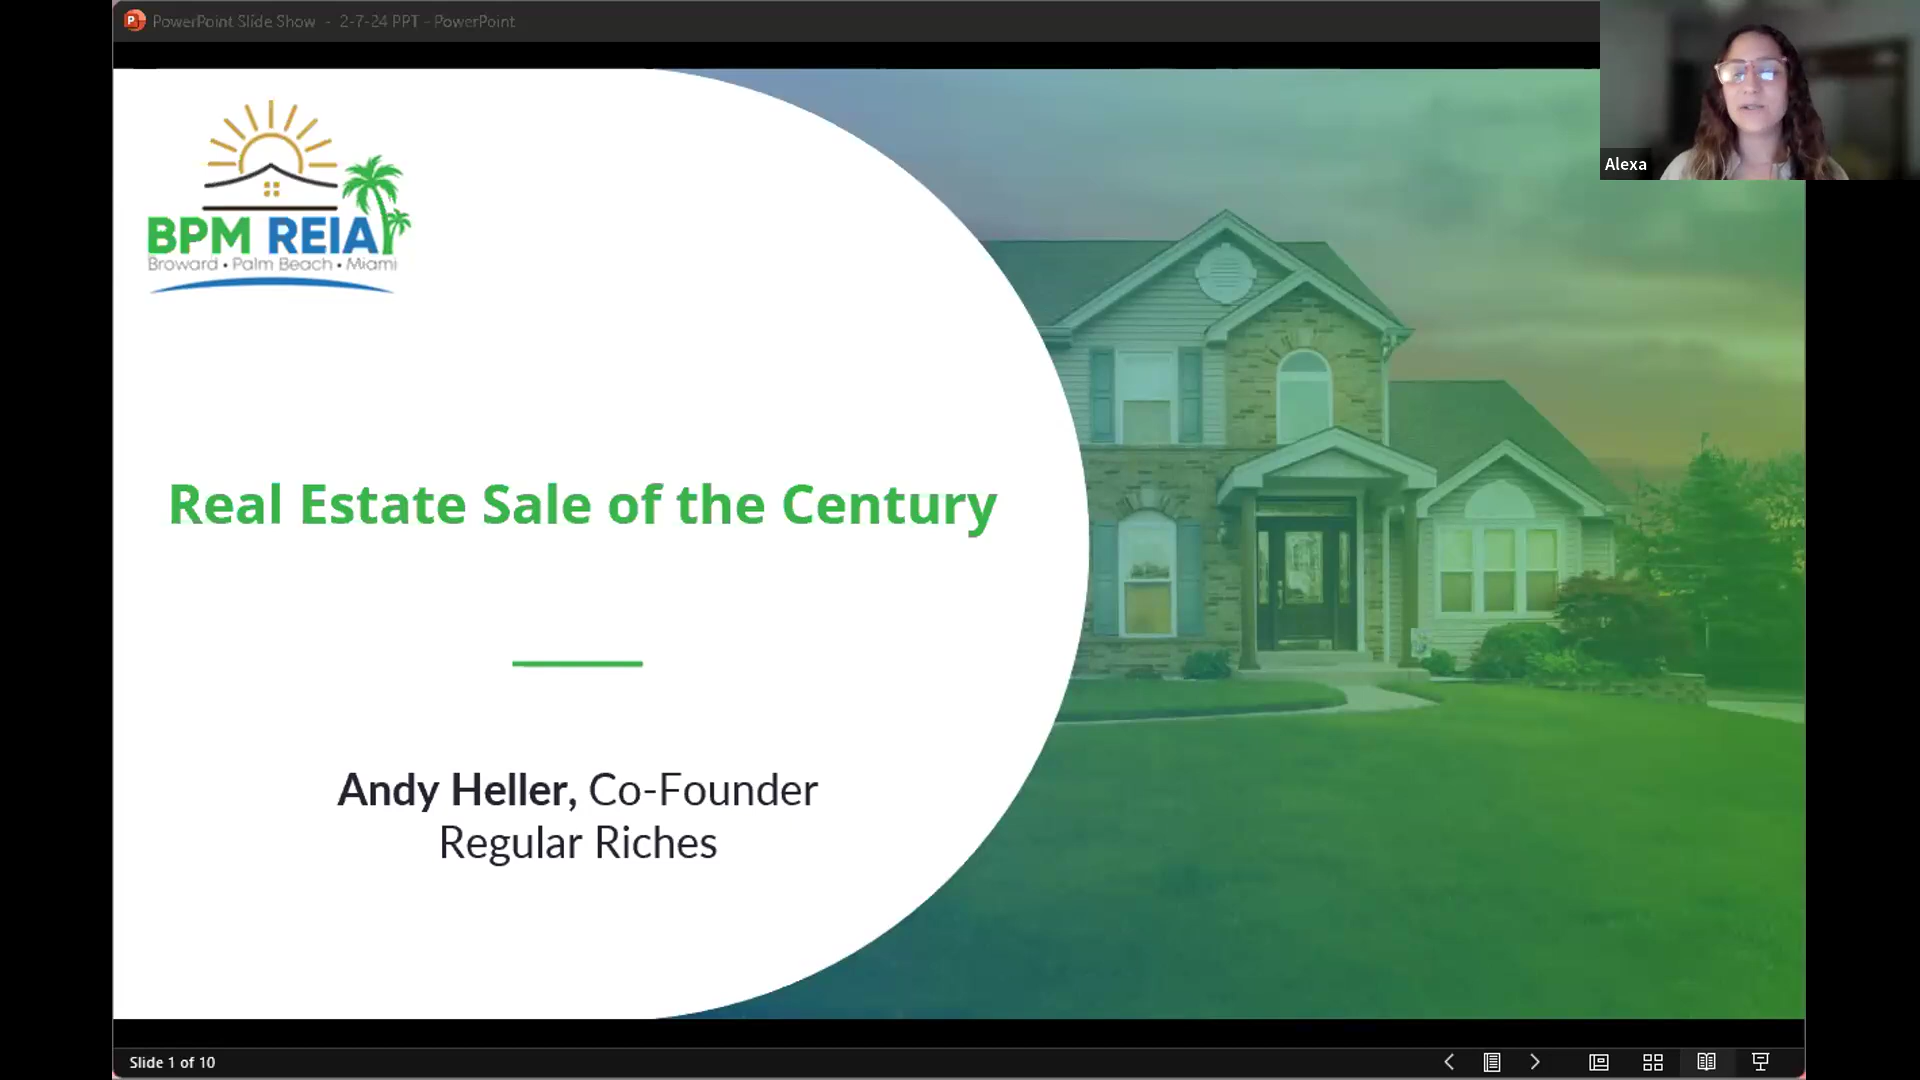 PowerPoint Slide Show - 2-7-24 PPT - PowerPoint
Alexa
BPM REIA
Broward • Palm Beach • Miami
Real Estate Sale of the Century
Andy Heller, Co-Founder
Regular Riches
Slide 1 of 10